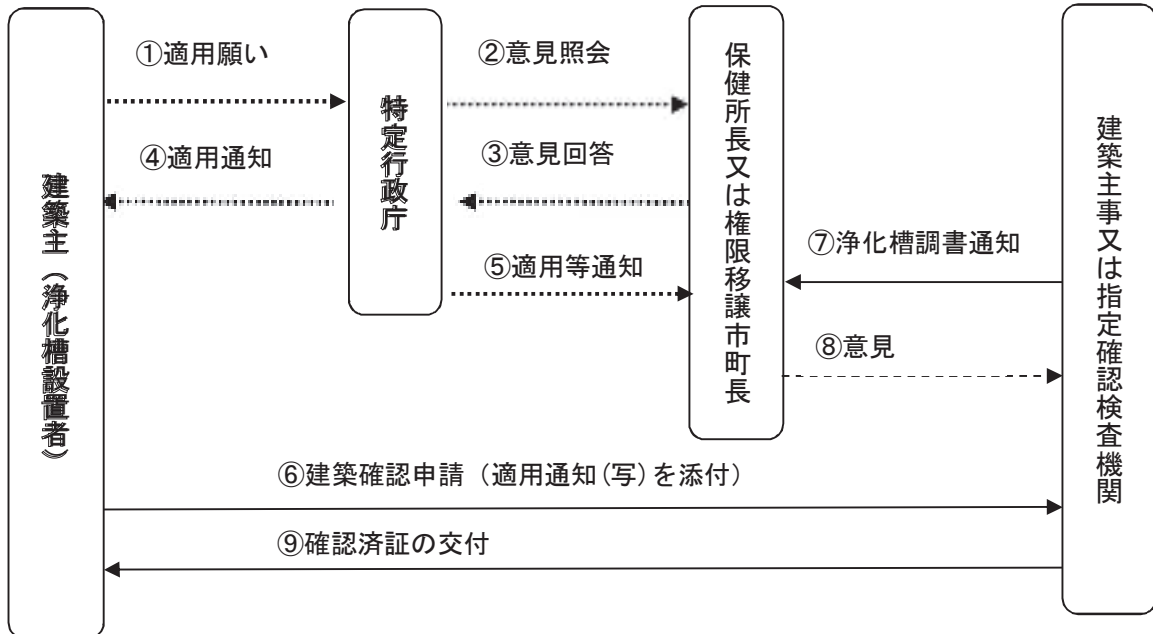 建築主（浄化槽設置者）
①適用願い
④適用通知
特定行政庁
②意見照会
③意見回答
⑤適用等通知
保健所長又は権限移譲市町長
⑦浄化槽調書通知
⑧意見
建築主事又は指定確認検査機関
⑥建築確認申請（適用通知(写)を添付）
⑨確認済証の交付